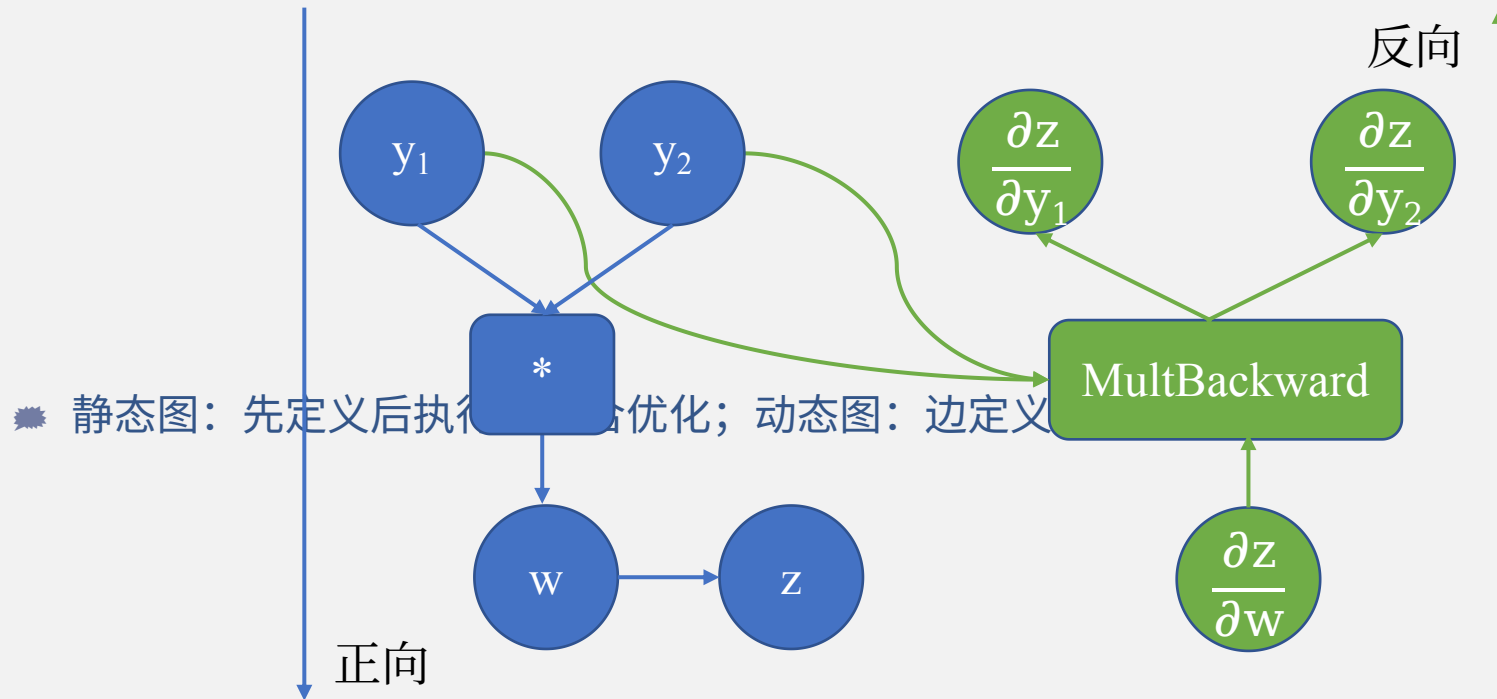 反向
y₁ y₂ ∂z/∂y₁ ∂z/∂y₂
* MultBackward
静态图：先定义后执行 优化；动态图：边定义
w z ∂z/∂w
正向